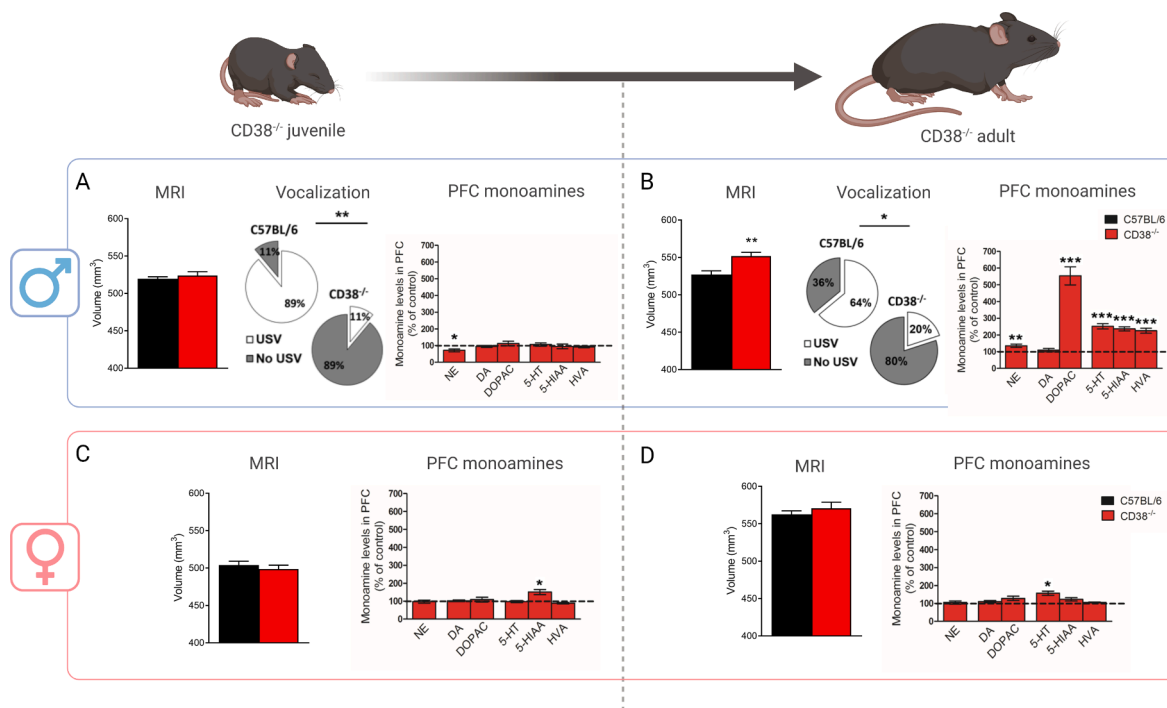 CD38-/- juvenile
CD38-/- adult
A
MRI
Vocalization
PFC monoamines
Volume (mm3)
600
550
500
450
400
**
C57BL/6
11%
89%
CD38-/-
11%
89%
USV
No USV
Monoamine levels in PFC
(% of control)
700
600
500
400
300
200
100
0
*
NE
DA
DOPAC
5-HT
5-HIAA
HVA
B
MRI
Vocalization
PFC monoamines
C57BL/6
CD38-/-
Volume (mm3)
600
550
500
450
400
**
*
C57BL/6
36%
64%
CD38-/-
20%
80%
USV
No USV
Monoamine levels in PFC
(% of control)
700
600
500
400
300
200
100
0
**
***
***
***
***
NE
DA
DOPAC
5-HT
5-HIAA
HVA
C
MRI
PFC monoamines
Volume (mm3)
600
550
500
450
400
Monoamine levels in PFC
(% of control)
700
600
500
400
300
200
100
0
*
NE
DA
DOPAC
5-HT
5-HIAA
HVA
D
MRI
PFC monoamines
C57BL/6
CD38-/-
Volume (mm3)
600
550
500
450
400
Monoamine levels in PFC
(% of control)
700
600
500
400
300
200
100
0
*
NE
DA
DOPAC
5-HT
5-HIAA
HVA